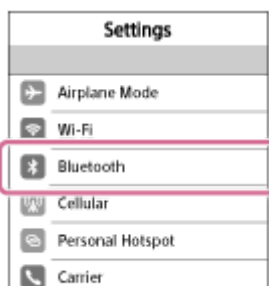 Settings
Airplane Mode
Wi-Fi
Bluetooth
Cellular
Personal Hotspot
Carrier